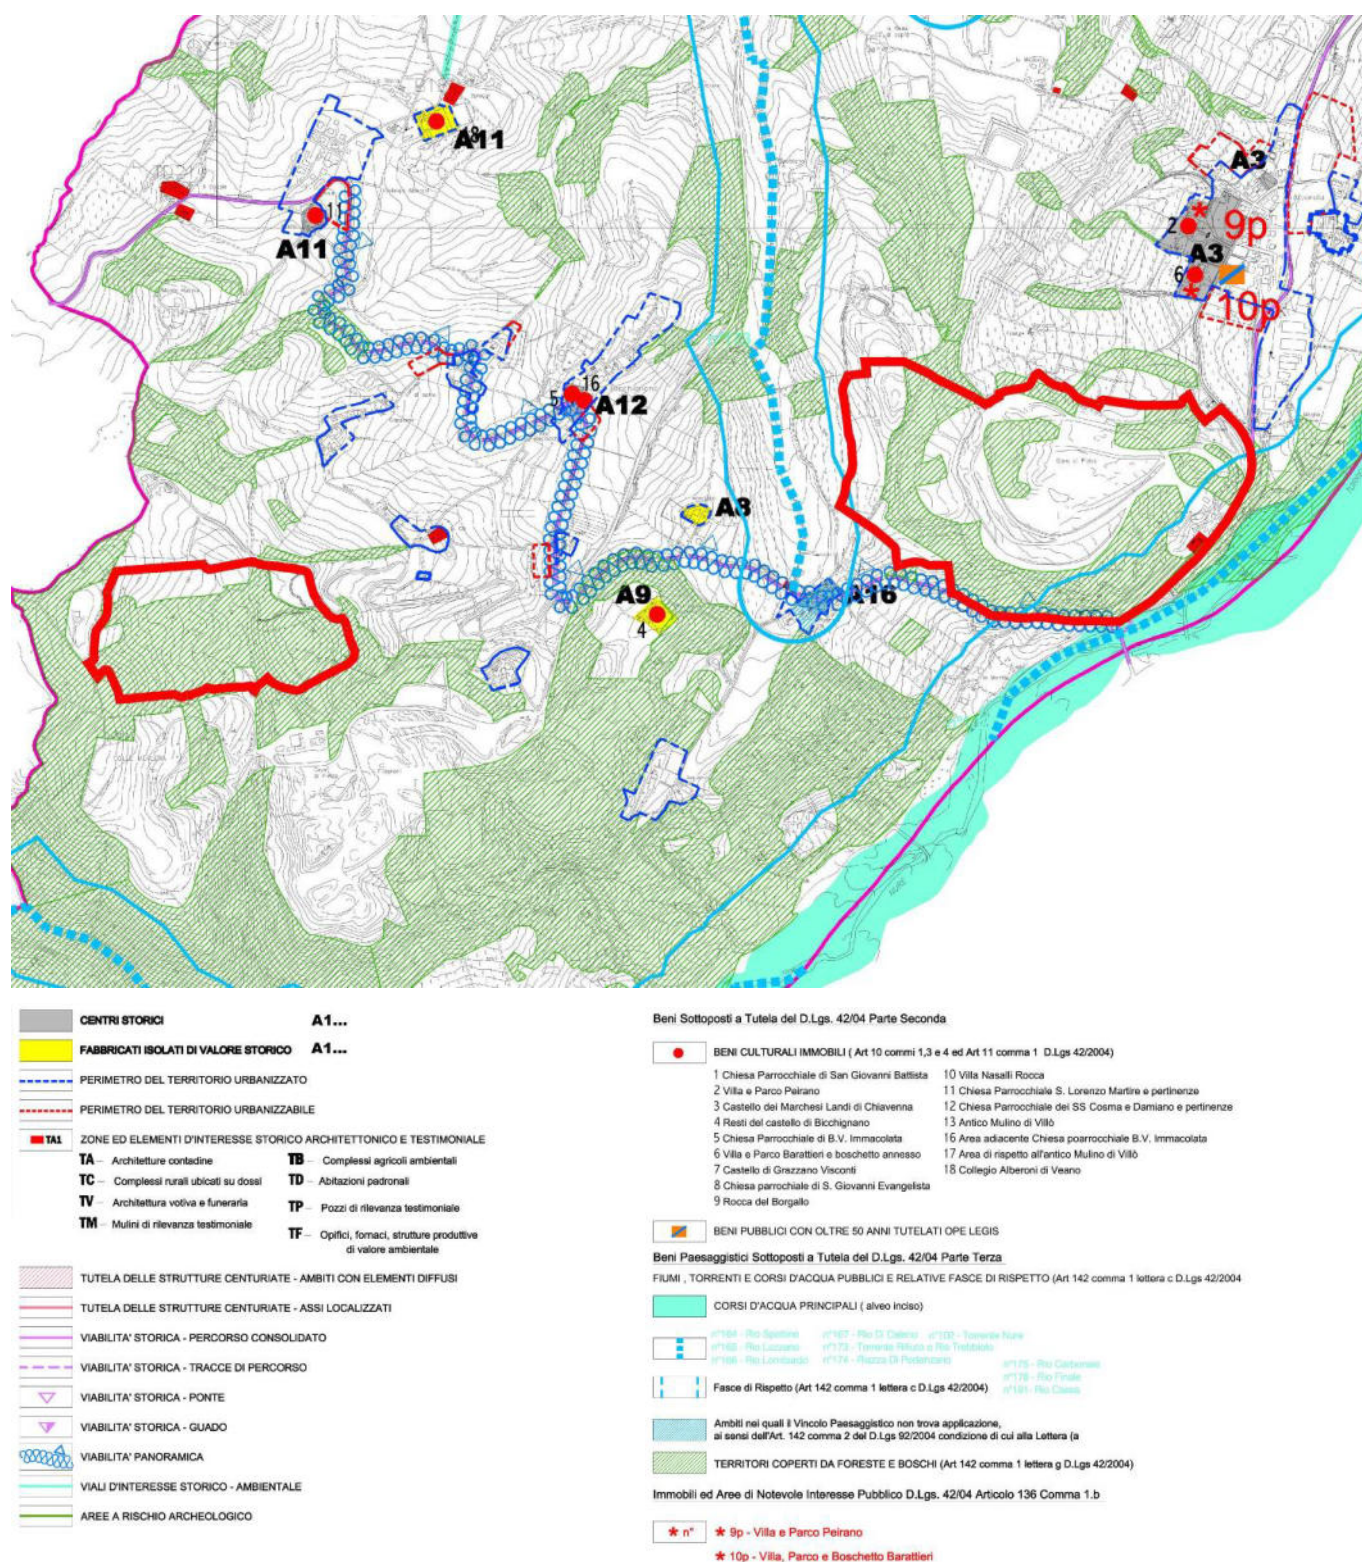 A11
18
A3
11
A11
2
9p
A3
6
10p
16
5
A12
A8
A9
4
A16
NURE
CENTRI STORICI A1...
FABBRICATI ISOLATI DI VALORE STORICO A1...
PERIMETRO DEL TERRITORIO URBANIZZATO
PERIMETRO DEL TERRITORIO URBANIZZABILE
TA1 ZONE ED ELEMENTI D'INTERESSE STORICO ARCHITETTONICO E TESTIMONIALE
TA – Architetture contadine
TB – Complessi agricoli ambientali
TC – Complessi rurali ubicati su dossi
TD – Abitazioni padronali
TV – Architettura votiva e funeraria
TP – Pozzi di rilevanza testimoniale
TM – Mulini di rilevanza testimoniale
TF – Opifici, fornaci, strutture produttive
di valore ambientale
TUTELA DELLE STRUTTURE CENTURIATE - AMBITI CON ELEMENTI DIFFUSI
TUTELA DELLE STRUTTURE CENTURIATE - ASSI LOCALIZZATI
VIABILITA' STORICA - PERCORSO CONSOLIDATO
VIABILITA' STORICA - TRACCE DI PERCORSO
VIABILITA' STORICA - PONTE
VIABILITA' STORICA - GUADO
VIABILITA' PANORAMICA
VIALI D'INTERESSE STORICO - AMBIENTALE
AREE A RISCHIO ARCHEOLOGICO
Beni Sottoposti a Tutela del D.Lgs. 42/04 Parte Seconda
BENI CULTURALI IMMOBILI ( Art 10 commi 1,3 e 4 ed Art 11 comma 1 D.Lgs 42/2004)
1 Chiesa Parrocchiale di San Giovanni Battista
2 Villa e Parco Peirano
3 Castello dei Marchesi Landi di Chiavenna
4 Resti del castello di Bicchignano
5 Chiesa Parrocchiale di B.V. Immacolata
6 Villa e Parco Barattieri e boschetto annesso
7 Castello di Grazzano Visconti
8 Chiesa parrochiale di S. Giovanni Evangelista
9 Rocca del Borgallo
10 Villa Nasalli Rocca
11 Chiesa Parrocchiale S. Lorenzo Martire e pertinenze
12 Chiesa Parrocchiale dei SS Cosma e Damiano e pertinenze
13 Antico Mulino di Villò
16 Area adiacente Chiesa poarrocchiale B.V. Immacolata
17 Area di rispetto all'antico Mulino di Villò
18 Collegio Alberoni di Veano
BENI PUBBLICI CON OLTRE 50 ANNI TUTELATI OPE LEGIS
Beni Paesaggistici Sottoposti a Tutela del D.Lgs. 42/04 Parte Terza
FIUMI , TORRENTI E CORSI D'ACQUA PUBBLICI E RELATIVE FASCE DI RISPETTO (Art 142 comma 1 lettera c D.Lgs 42/2004
CORSI D'ACQUA PRINCIPALI ( alveo inciso)
Fasce di Rispetto (Art 142 comma 1 lettera c D.Lgs 42/2004)
Ambiti nei quali il Vincolo Paesaggistico non trova applicazione,
ai sensi dell'Art. 142 comma 2 del D.Lgs 92/2004 condizione di cui alla Lettera (a
TERRITORI COPERTI DA FORESTE E BOSCHI (Art 142 comma 1 lettera g D.Lgs 42/2004)
Immobili ed Aree di Notevole Interesse Pubblico D.Lgs. 42/04 Articolo 136 Comma 1.b
* n° * 9p - Villa e Parco Peirano
* 10p - Villa, Parco e Boschetto Barattieri